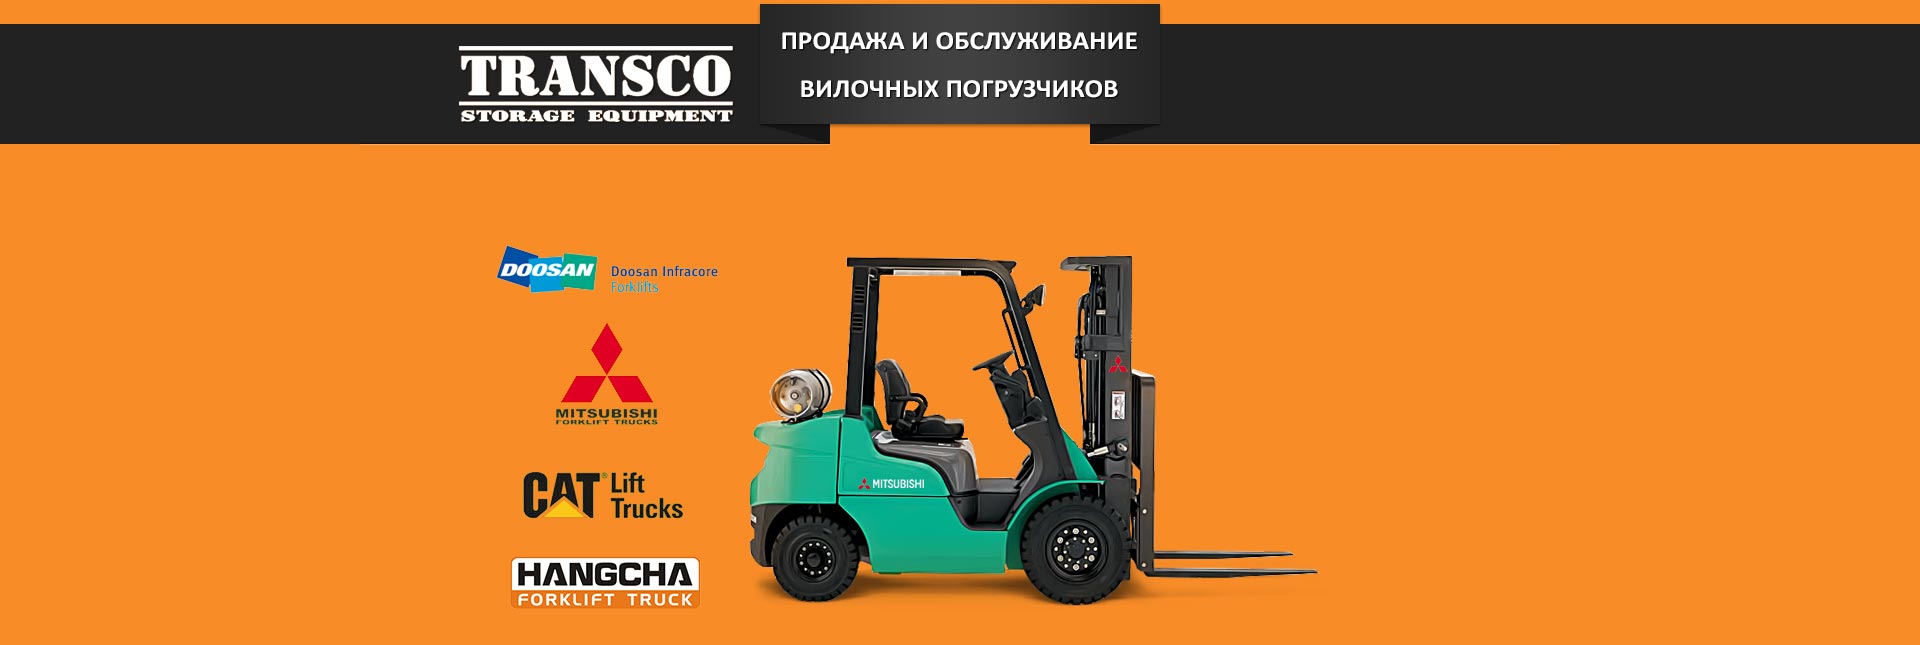 TRANSCO
STORAGE EQUIPMENT
ПРОДАЖА И ОБСЛУЖИВАНИЕ
ВИЛОЧНЫХ ПОГРУЗЧИКОВ
DOOSAN
Doosan Infracore
Forklifts
MITSUBISHI
FORKLIFT TRUCKS
CAT® Lift
Trucks
HANGCHA
FORKLIFT TRUCK
MITSUBISHI